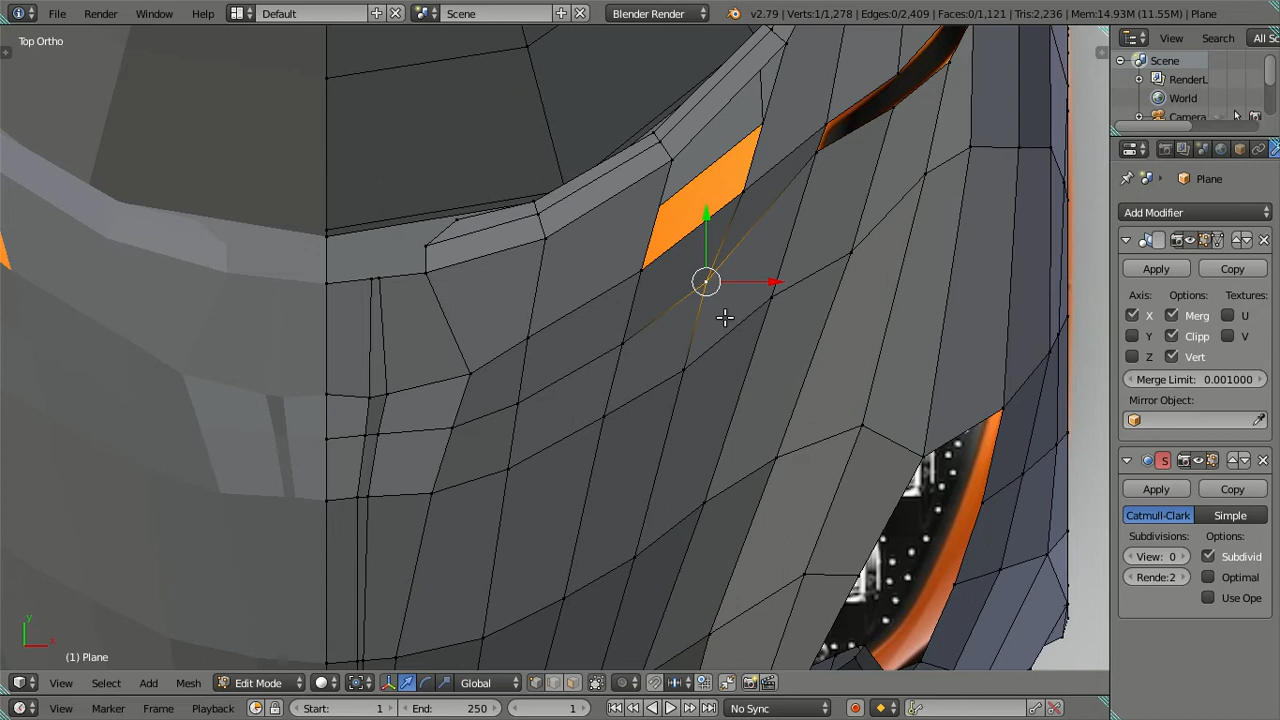 File Render Window Help Default Scene Blender Render v2.79 | Verts:1/1,278 | Edges:0/2,409 | Faces:0/1,121 | Tris:2,236 | Mem:14.93M (11.55M) | Plane
Top Ortho
View Search All Sc
Scene
RenderL
World
Camera
Plane
Add Modifier
Apply Copy
Axis: Options: Textures:
X Merg U
Y Clipp V
Z Vert
Merge Limit: 0.001000
Mirror Object:
S
Apply Copy
Catmull-Clark Simple
Subdivisions: Options:
View: 0 Subdivid
Rende:2 Optimal
Use Ope
(1) Plane
View Select Add Mesh Edit Mode Global
View Marker Frame Playback Start: 1 End: 250 1 No Sync
y
x